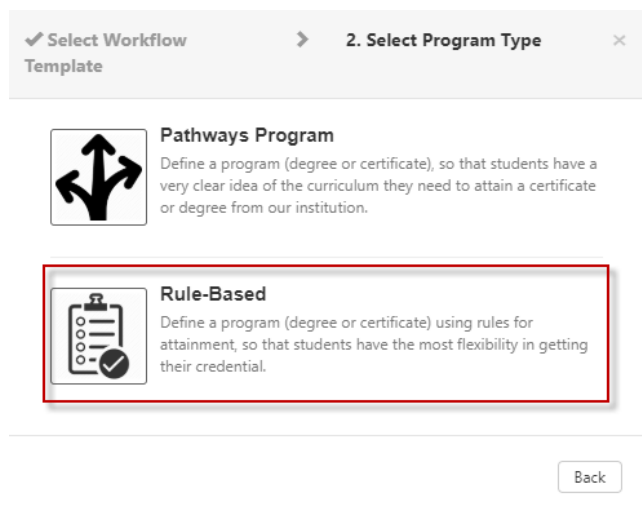 ✔ Select Workflow Template
2. Select Program Type
×
Pathways Program
Define a program (degree or certificate), so that students have a
very clear idea of the curriculum they need to attain a certificate
or degree from our institution.
Rule-Based
Define a program (degree or certificate) using rules for
attainment, so that students have the most flexibility in getting
their credential.
Back